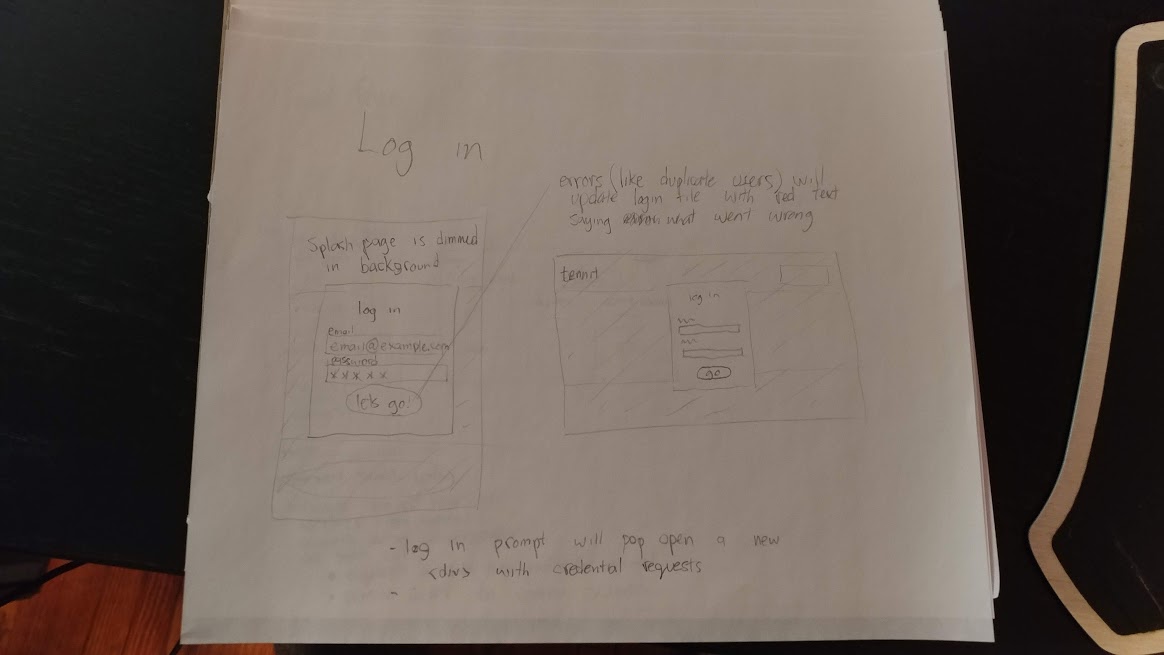 Log in
errors (like duplicate users) will
update login tile with red text
saying what went wrong
Splash page is dimmed
in background
log in
email
email@example.com
password
xxxxx
let's go!
tennit
log in
go
- log in prompt will pop open a new
<div> with credential requests
-